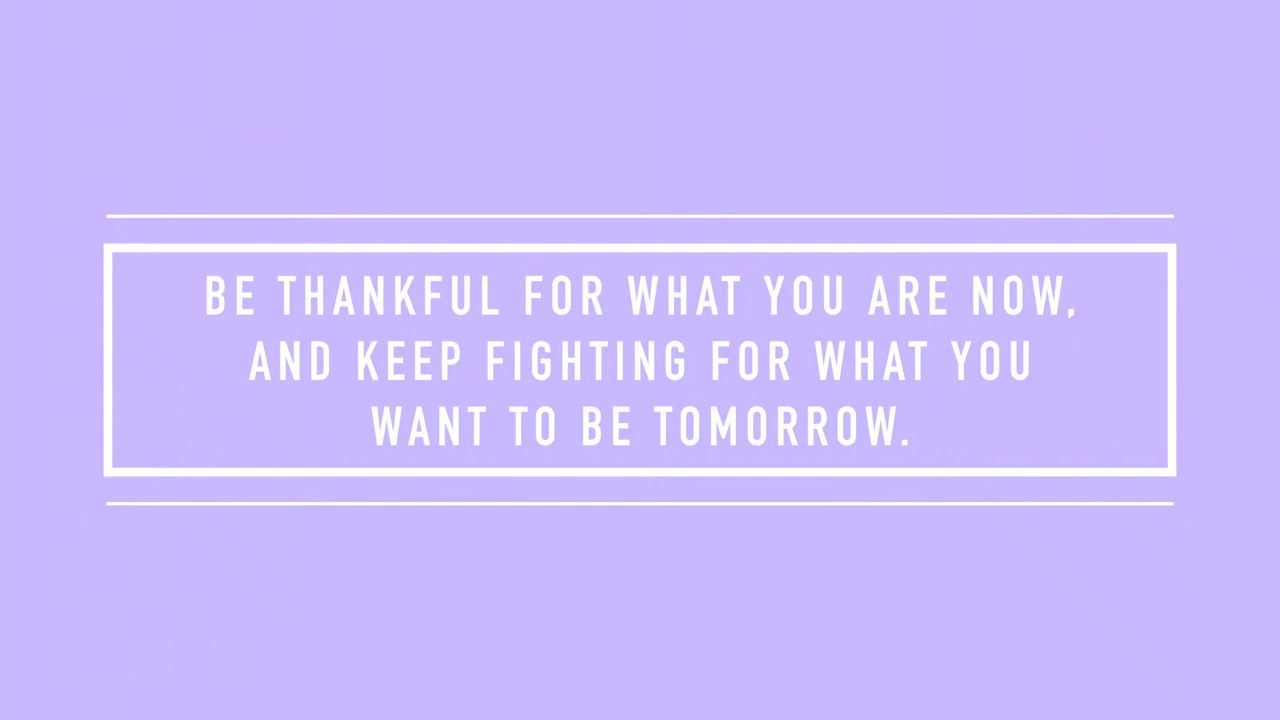 BE THANKFUL FOR WHAT YOU ARE NOW,
AND KEEP FIGHTING FOR WHAT YOU
WANT TO BE TOMORROW.